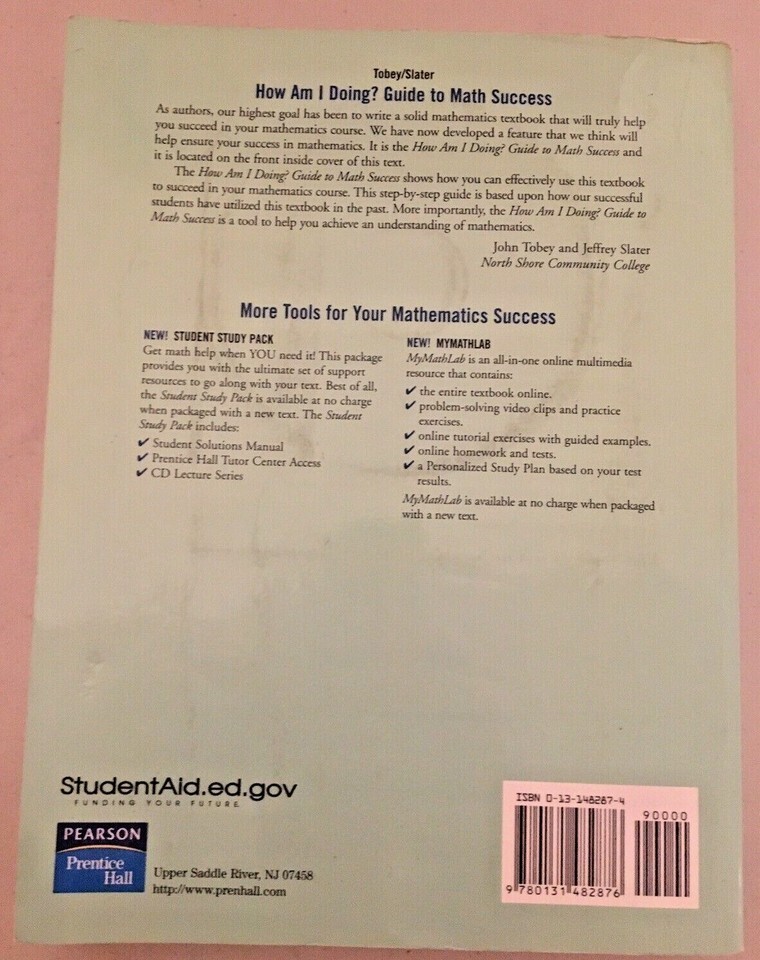 Tobey/Slater
How Am I Doing? Guide to Math Success
As authors, our highest goal has been to write a solid mathematics textbook that will truly help
you succeed in your mathematics course. We have now developed a feature that we think will
help ensure your success in mathematics. It is the How Am I Doing? Guide to Math Success and
it is located on the front inside cover of this text.
The How Am I Doing? Guide to Math Success shows how you can effectively use this textbook
to succeed in your mathematics course. This step-by-step guide is based upon how our successful
students have utilized this textbook in the past. More importantly, the How Am I Doing? Guide to
Math Success is a tool to help you achieve an understanding of mathematics.
John Tobey and Jeffrey Slater
North Shore Community College
More Tools for Your Mathematics Success
NEW! STUDENT STUDY PACK
Get math help when YOU need it! This package
provides you with the ultimate set of support
resources to go along with your text. Best of all,
the Student Study Pack is available at no charge
when packaged with a new text. The Student
Study Pack includes:
✔ Student Solutions Manual
✔ Prentice Hall Tutor Center Access
✔ CD Lecture Series
NEW! MYMATHLAB
MyMathLab is an all-in-one online multimedia
resource that contains:
✔ the entire textbook online.
✔ problem-solving video clips and practice
exercises.
✔ online tutorial exercises with guided examples.
✔ online homework and tests.
✔ a Personalized Study Plan based on your test
results.
MyMathLab is available at no charge when packaged
with a new text.
StudentAid.ed.gov
FUNDING YOUR FUTURE.
PEARSON
Prentice
Hall
Upper Saddle River, NJ 07458
http://www.prenhall.com
ISBN 0-13-148287-4
90000
9 780131 482876